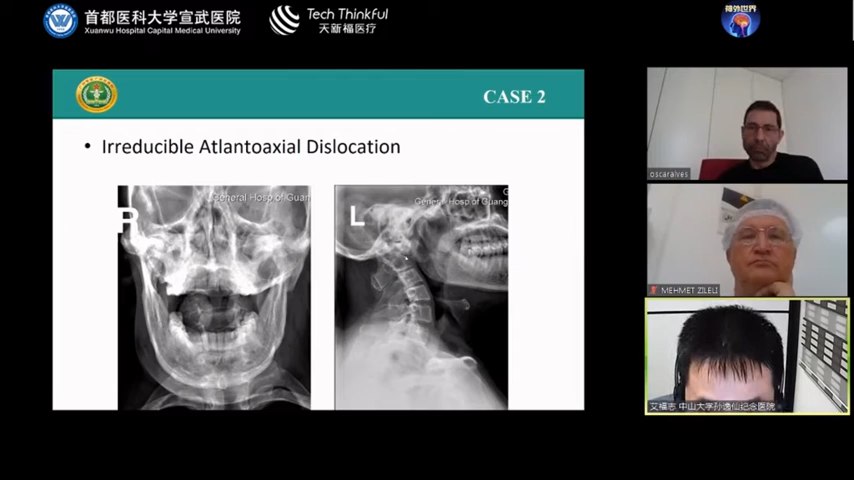 首都医科大学宣武医院
Xuanwu Hospital Capital Medical University
Tech Thinkful
天新福医疗
CASE 2
• Irreducible Atlantoaxial Dislocation
General Hosp of Guan
R
General Hosp of Guang
L
oscaralves
MEHMET ZILELI
艾福志 中山大学孙逸仙纪念医院